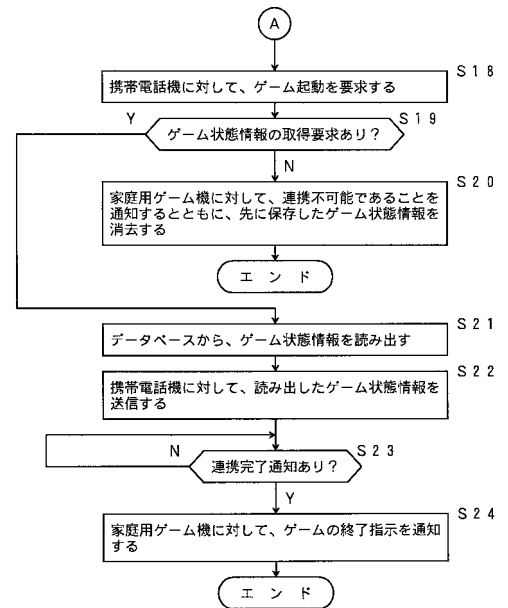 A
S18
携帯電話機に対して、ゲーム起動を要求する
S19
Y
ゲーム状態情報の取得要求あり？
N
S20
家庭用ゲーム機に対して、連携不可能であることを
通知するとともに、先に保存したゲーム状態情報を
消去する
エンド
S21
データベースから、ゲーム状態情報を読み出す
S22
携帯電話機に対して、読み出したゲーム状態情報を
送信する
N
S23
連携完了通知あり？
Y
S24
家庭用ゲーム機に対して、ゲームの終了指示を通知
する
エンド